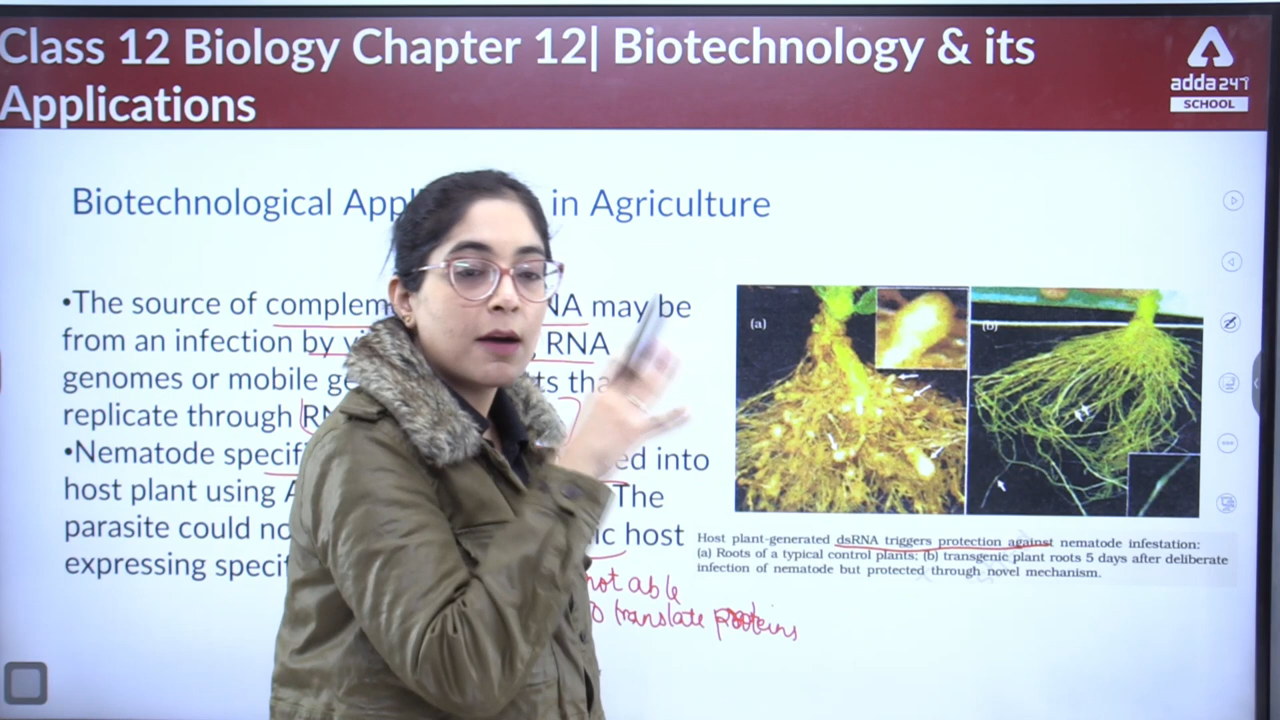 Class 12 Biology Chapter 12| Biotechnology & its
Applications
adda247
SCHOOL
Biotechnological App in Agriculture
•The source of complem NA may be
from an infection by vi RNA
genomes or mobile ge ts tha
replicate through RN
•Nematode specif ed into
host plant using A The
parasite could no ic host
expressing specif
(a)
(b)
Host plant-generated dsRNA triggers protection against nematode infestation:
(a) Roots of a typical control plants; (b) transgenic plant roots 5 days after deliberate
infection of nematode but protected through novel mechanism.
not able
to translate proteins